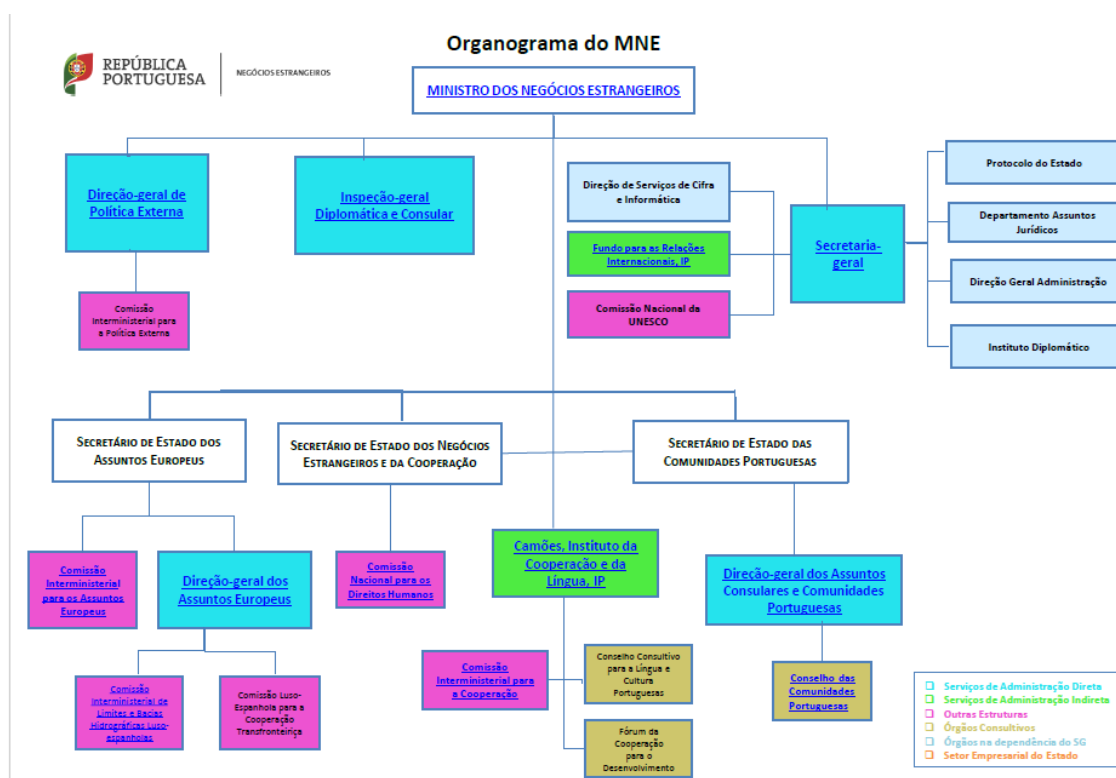 Organograma do MNE
REPÚBLICA
PORTUGUESA
NEGÓCIOS ESTRANGEIROS
MINISTRO DOS NEGÓCIOS ESTRANGEIROS
Direção-geral de
Política Externa
Inspeção-geral
Diplomática e Consular
Direção de Serviços de Cifra
e Informática
Fundo para as Relações
Internacionais, IP
Comissão Nacional da
UNESCO
Secretaria-
geral
Protocolo do Estado
Departamento Assuntos
Jurídicos
Direção Geral Administração
Instituto Diplomático
Comissão
Interministerial para
a Política Externa
SECRETÁRIO DE ESTADO DOS
ASSUNTOS EUROPEUS
SECRETÁRIO DE ESTADO DOS NEGÓCIOS
ESTRANGEIROS E DA COOPERAÇÃO
SECRETÁRIO DE ESTADO DAS
COMUNIDADES PORTUGUESAS
Comissão
Interministerial
para os Assuntos
Europeus
Direção-geral dos
Assuntos Europeus
Comissão
Nacional para os
Direitos Humanos
Camões, Instituto da
Cooperação e da
Língua, IP
Direção-geral dos Assuntos
Consulares e Comunidades
Portuguesas
Comissão
Interministerial de
Limites e Bacias
Hidrográficas Luso-
espanholas
Comissão Luso-
Espanhola para a
Cooperação
Transfronteiriça
Comissão
Interministerial para
a Cooperação
Conselho Consultivo
para a Língua e
Cultura
Portuguesas
Fórum da
Cooperação
para o
Desenvolvimento
Conselho das
Comunidades
Portuguesas
Serviços de Administração Direta
Serviços de Administração Indireta
Outras Estruturas
Órgãos Consultivos
Órgãos na dependência do SG
Setor Empresarial do Estado